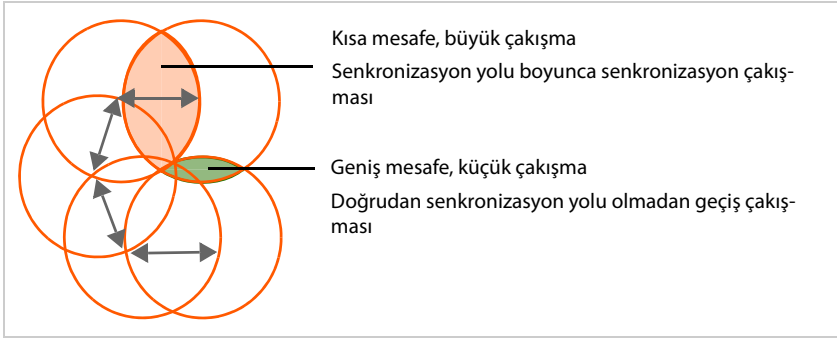 Kısa mesafe, büyük çakışma
Senkronizasyon yolu boyunca senkronizasyon çakış-
ması
Geniş mesafe, küçük çakışma
Doğrudan senkronizasyon yolu olmadan geçiş çakış-
ması